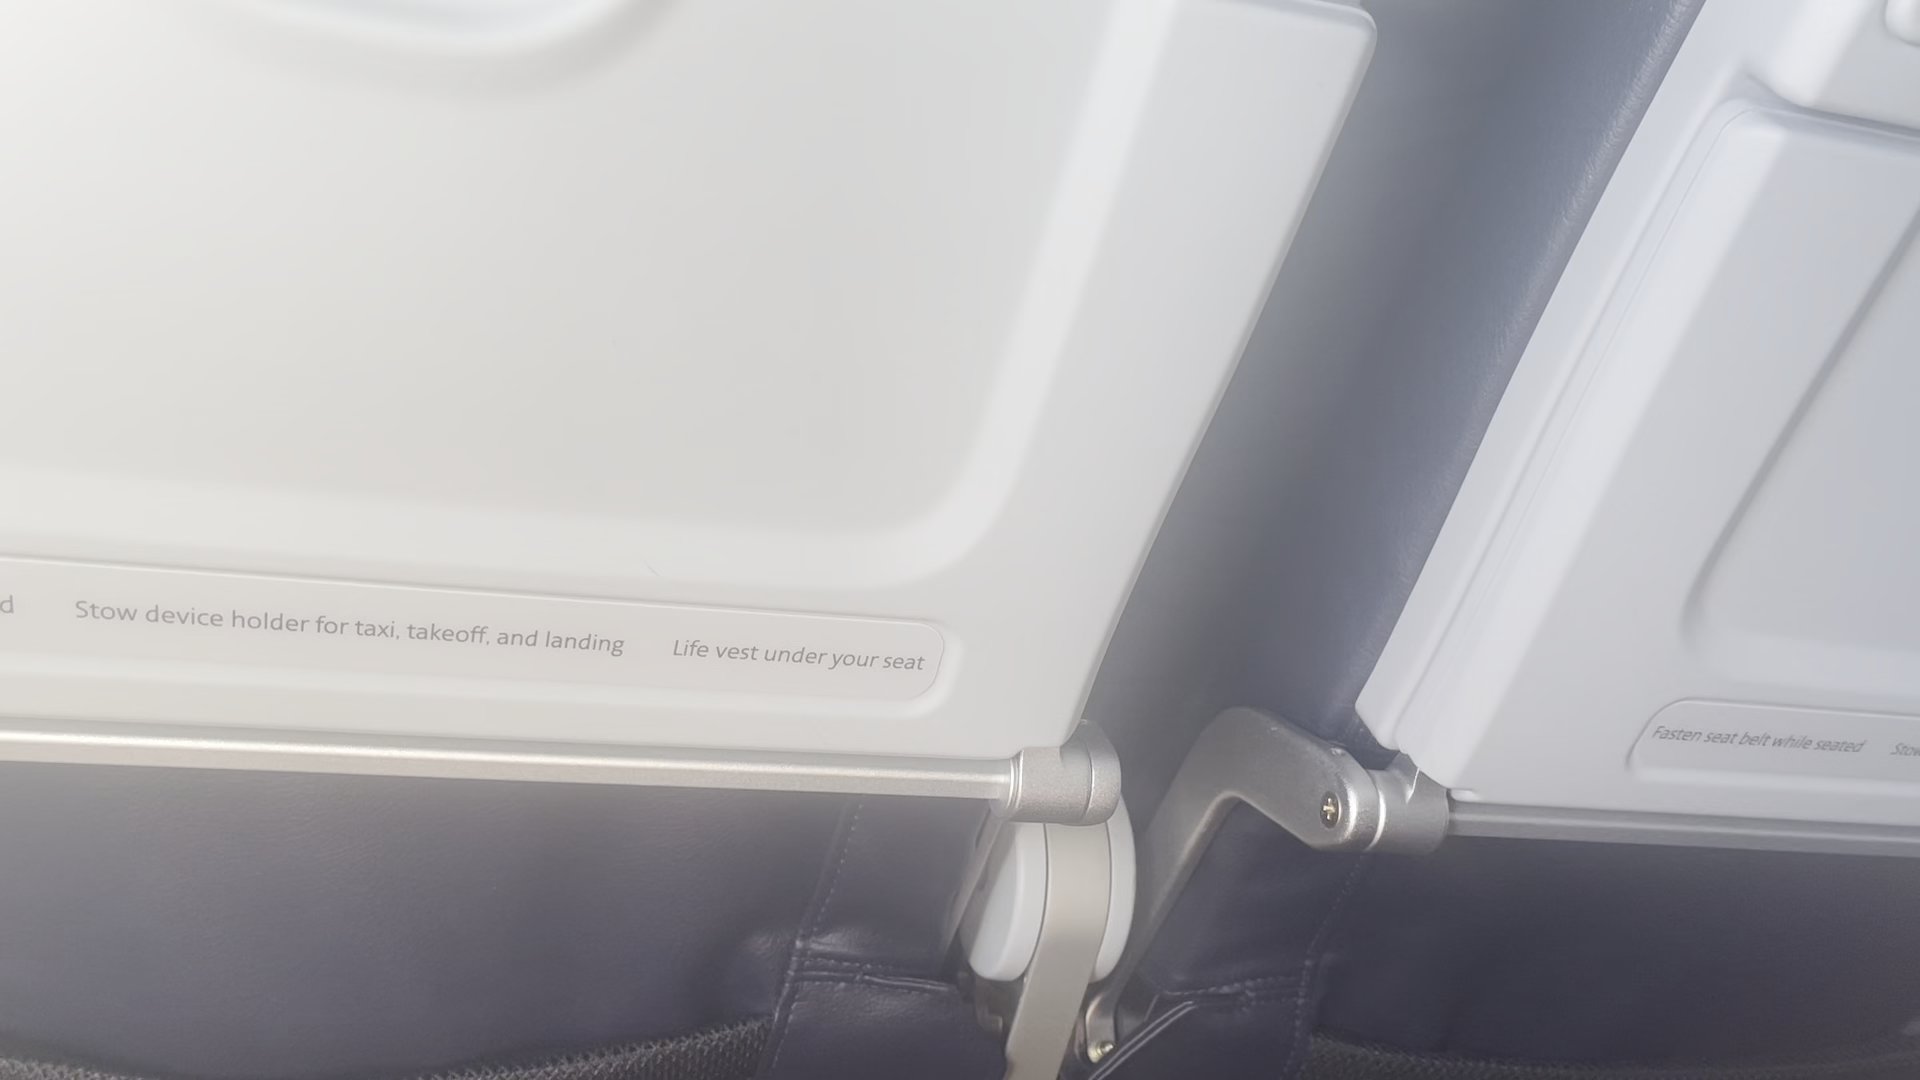 Stow device holder for taxi, takeoff, and landing Life vest under your seat
Fasten seat belt while seated